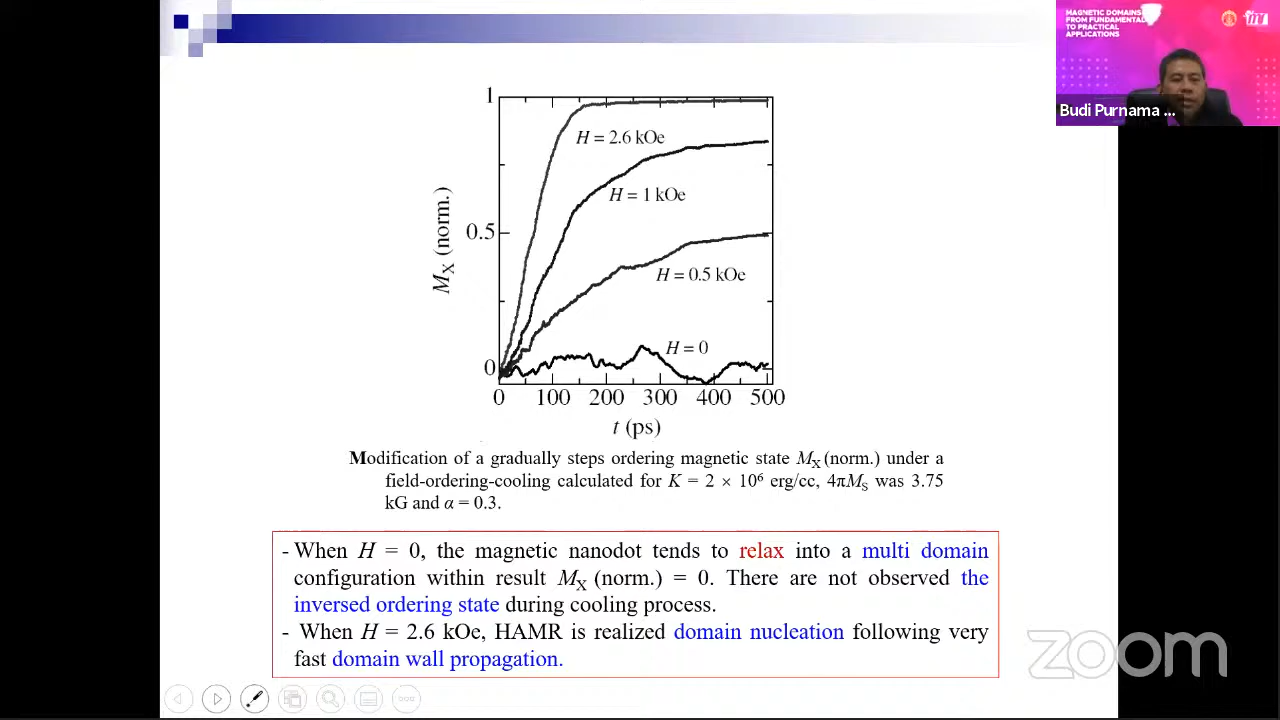 MAGNETIC DOMAINS
FROM FUNDAMENTAL
TO PRACTICAL
APPLICATIONS
Budi Purnama ...
1
H = 2.6 kOe
H = 1 kOe
0.5
Mx (norm.)
H = 0.5 kOe
H = 0
0
0 100 200 300 400 500
t (ps)
Modification of a gradually steps ordering magnetic state Mx (norm.) under a
field-ordering-cooling calculated for K = 2 × 10⁶ erg/cc, 4πMs was 3.75
kG and α = 0.3.
- When H = 0, the magnetic nanodot tends to relax into a multi domain
configuration within result Mx (norm.) = 0. There are not observed the
inversed ordering state during cooling process.
- When H = 2.6 kOe, HAMR is realized domain nucleation following very
fast domain wall propagation.
zoom